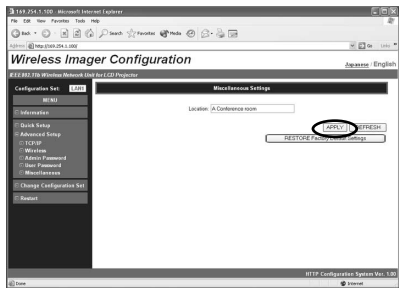 169.254.1.100 - Microsoft Internet Explorer
File Edit View Favorites Tools Help
Back Search Favorites Media
Address http://169.254.1.100/ Go Links
Wireless Imager Configuration
Japanese / English
IEEE802.11b Wireless Network Unit for LCD Projector
Configuration Set: LAN1
Miscellaneous Settings
MENU
Location: A Conference room
Information
APPLY REFRESH
Quick Setup
RESTORE Factory Default Settings
Advanced Setup
TCP/IP
Wireless
Admin Password
User Password
Miscellaneous
Change Configuration Set
Restart
HTTP Configuration System Ver. 1.00
Done Internet